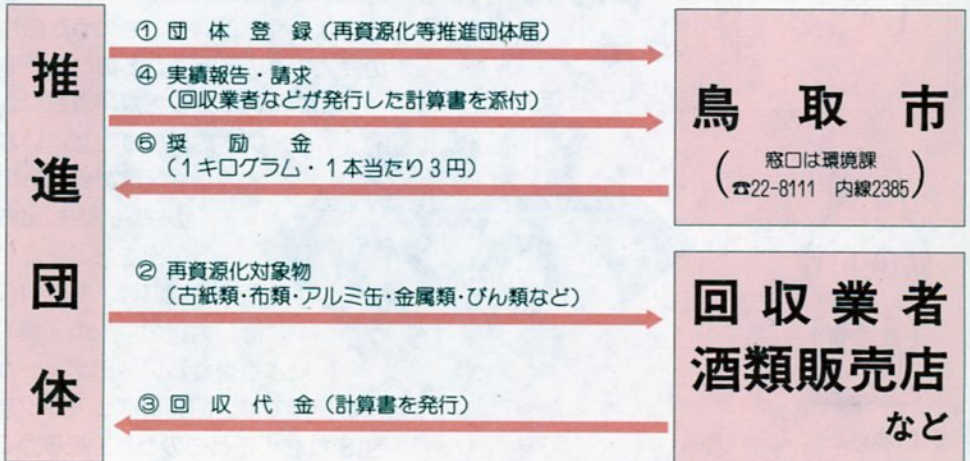 推進団体
① 団体登録（再資源化等推進団体届）
④ 実績報告・請求
（回収業者などが発行した計算書を添付）
⑤ 奨励金
（1キログラム・1本当たり3円）
② 再資源化対象物
（古紙類・布類・アルミ缶・金属類・びん類など）
③ 回収代金（計算書を発行）
鳥取市
（窓口は環境課
☎22-8111 内線2385）
回収業者
酒類販売店
など